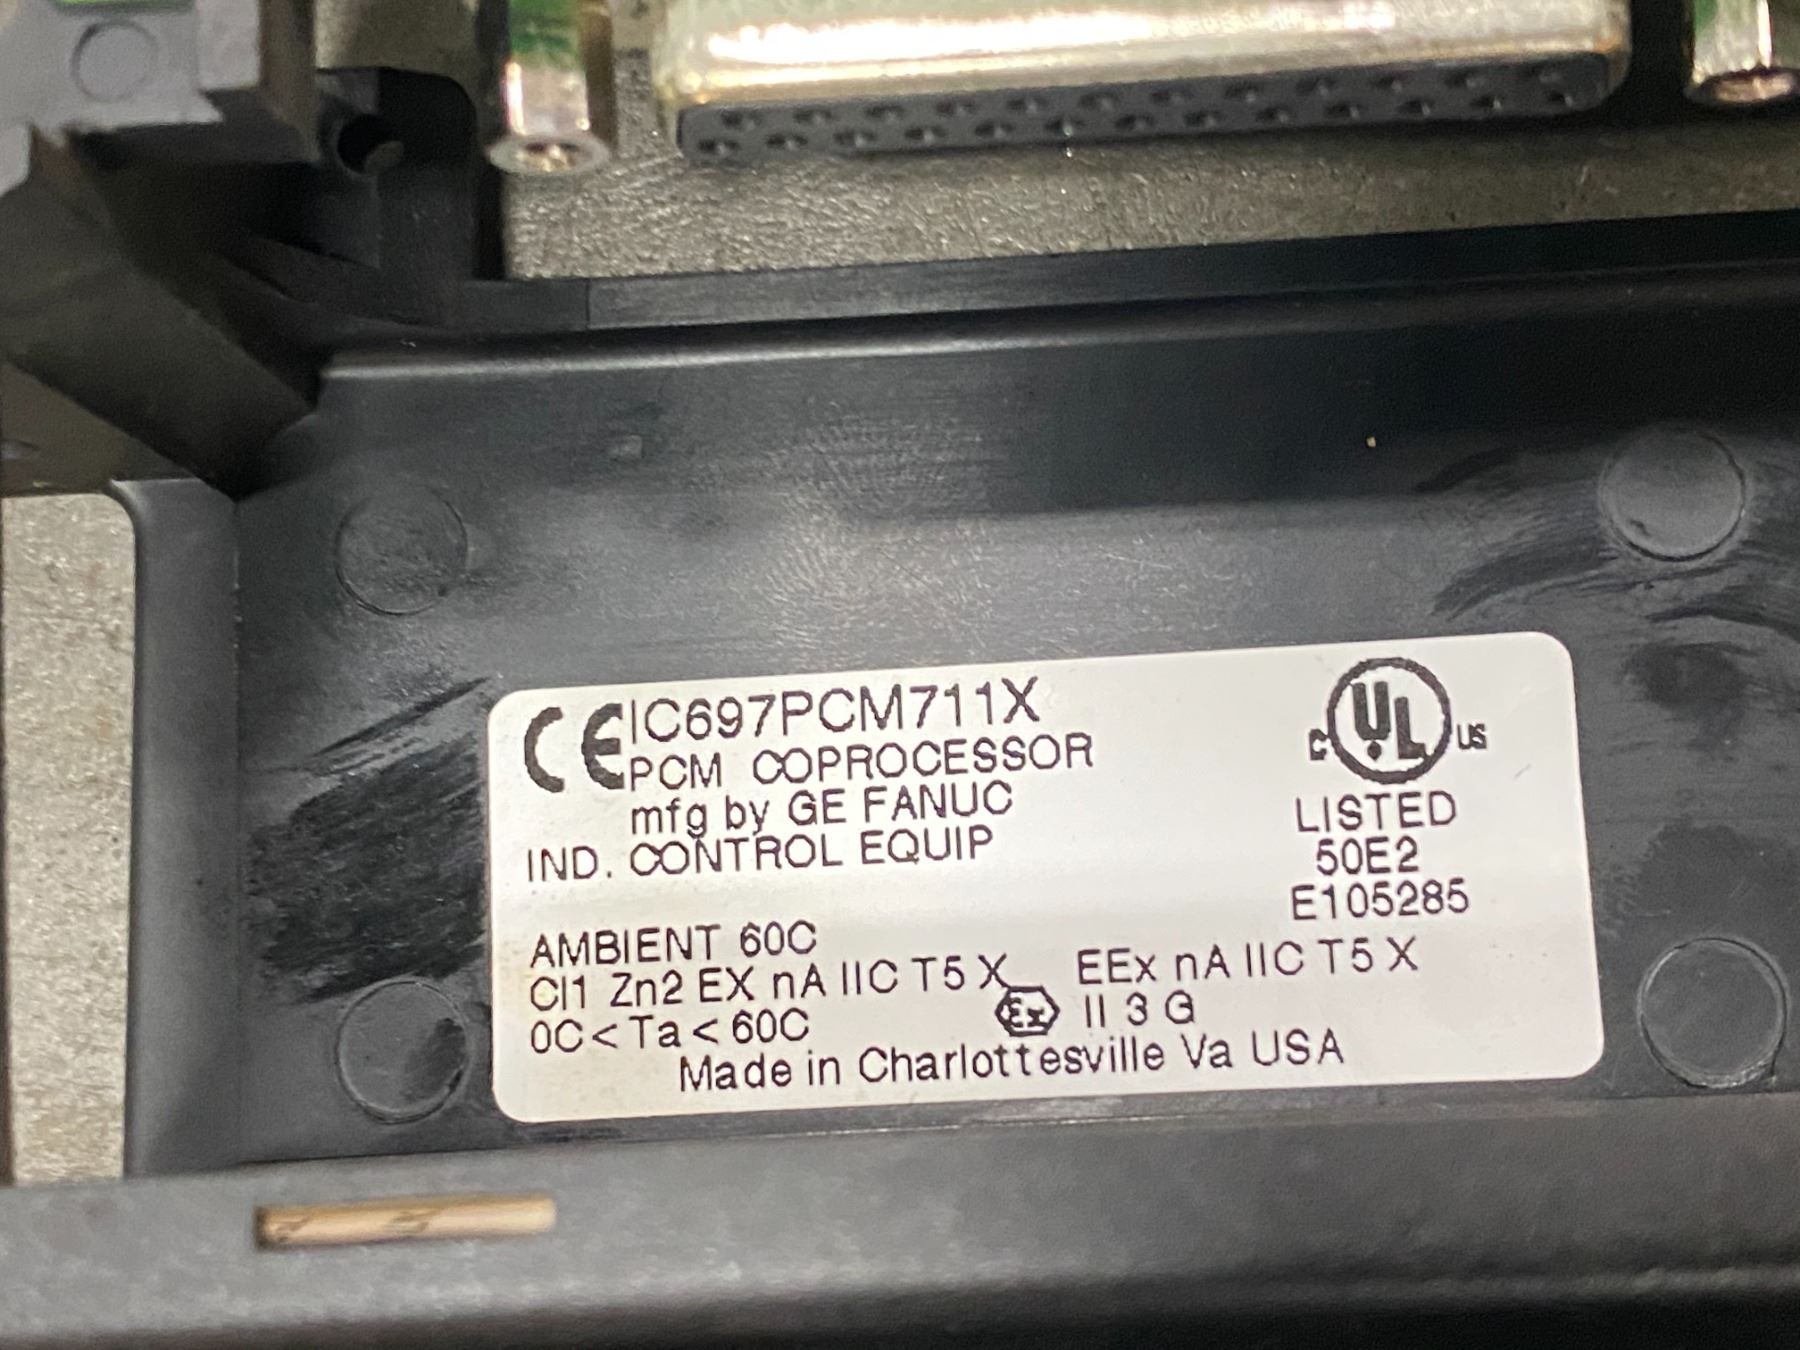 CE IC697PCM711X
PCM COPROCESSOR
mfg by GE FANUC
IND. CONTROL EQUIP
C UL US
LISTED
50E2
E105285
AMBIENT 60C
Cl1 Zn2 EX nA IIC T5 X EEx nA IIC T5 X
0C<Ta<60C Ex II 3 G
Made in Charlottesville Va USA